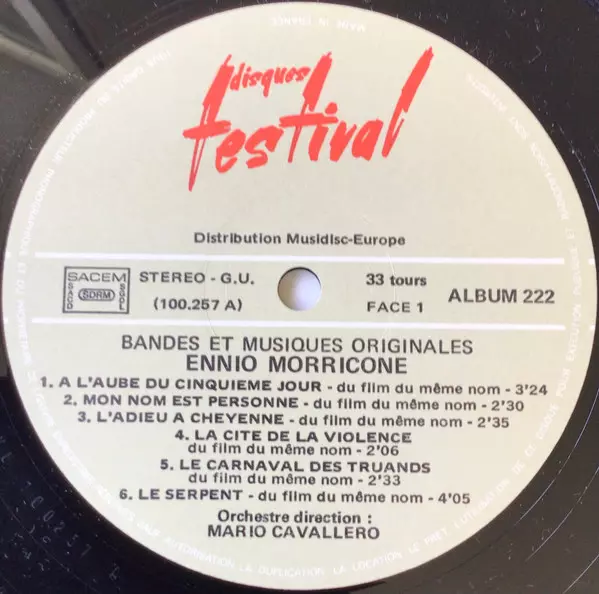 MADE IN FRANCE
disques
festival
Distribution Musidisc-Europe
SACEM
SACD
SDRM
SGDL
STEREO - G.U.
(100.257 A)
33 tours
FACE 1
ALBUM 222
BANDES ET MUSIQUES ORIGINALES
ENNIO MORRICONE
1. A L'AUBE DU CINQUIEME JOUR - du film du même nom - 3'24
2. MON NOM EST PERSONNE - du film du même nom - 2'30
3. L'ADIEU A CHEYENNE - du film du même nom - 2'35
4. LA CITE DE LA VIOLENCE
du film du même nom - 2'06
5. LE CARNAVAL DES TRUANDS
du film du même nom - 2'33
6. LE SERPENT - du film du même nom - 4'05
Orchestre direction :
MARIO CAVALLERO